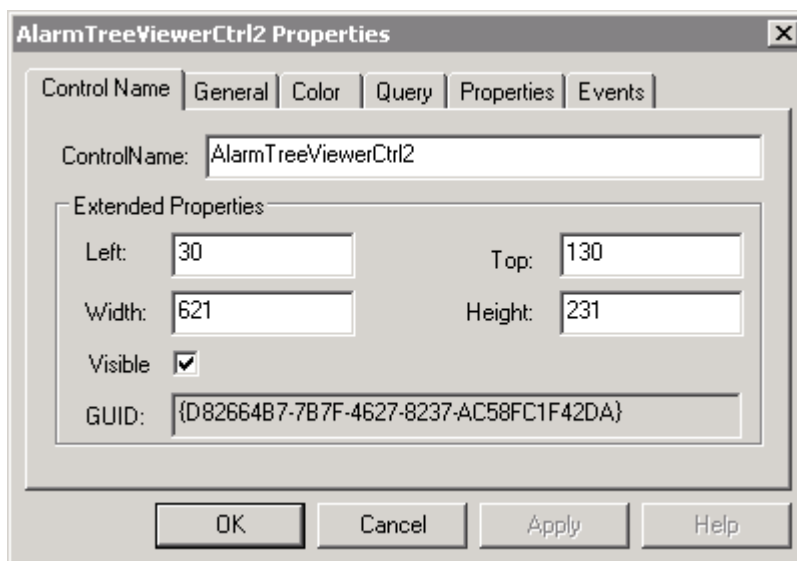 AlarmTreeViewerCtrl2 Properties
Control Name General Color Query Properties Events
ControlName: AlarmTreeViewerCtrl2
Extended Properties
Left: 30 Top: 130
Width: 621 Height: 231
Visible
GUID: {D82664B7-7B7F-4627-8237-AC58FC1F42DA}
OK Cancel Apply Help